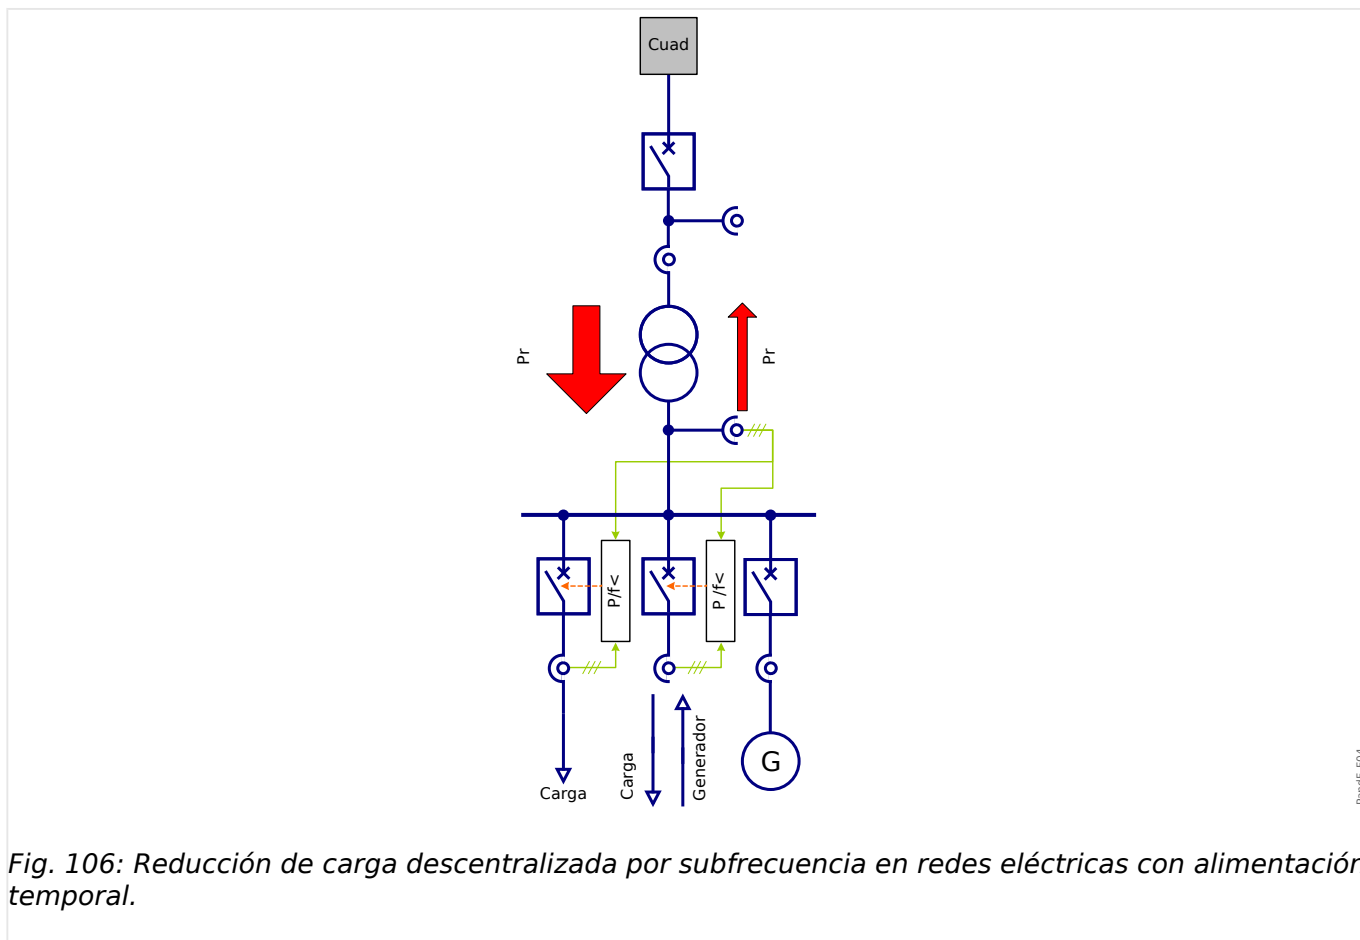 Cuad
Pr
Pr
P/f<
P /f<
Carga
Carga
Generador
G
Fig. 106: Reducción de carga descentralizada por subfrecuencia en redes eléctricas con alimentación
temporal.